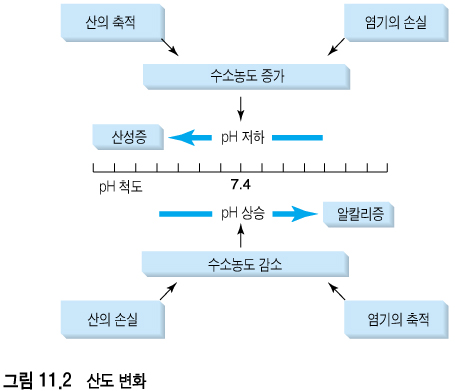 산의 축적
염기의 손실
수소농도 증가
산성증
pH 저하
pH 척도
7.4
pH 상승
알칼리증
수소농도 감소
산의 손실
염기의 축적
그림 11.2 산도 변화